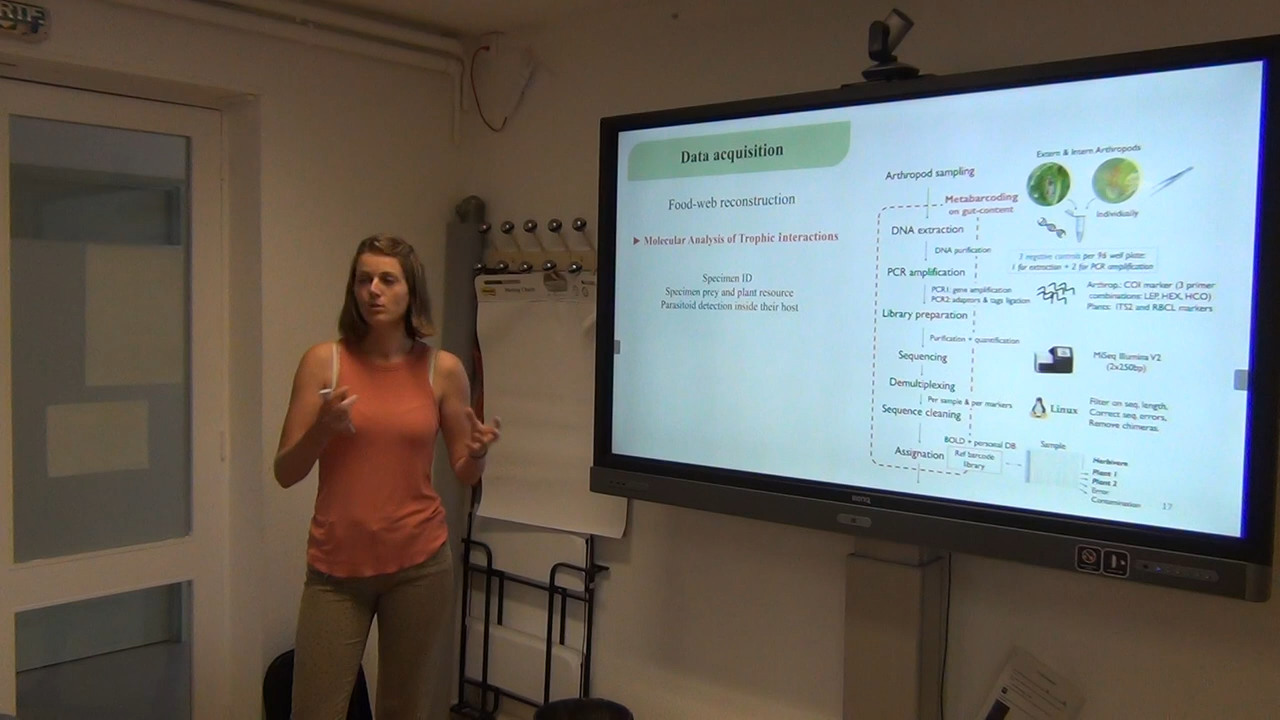 Data acquisition
Food-web reconstruction
► Molecular Analysis of Trophic Interactions
Specimen ID
Specimen prey and plant resource
Parasitoid detection inside their host
Arthropod sampling
Metabarcoding
on gut-content
DNA extraction
DNA purification
PCR amplification
PCR1: gene amplification
PCR2: adaptors & tags ligation
Library preparation
Purification + quantification
Sequencing
Demultiplexing
Per sample & per markers
Sequence cleaning
BOLD + personal DB
Assignation
Ref barcode
library
Extern & Intern Arthropods
Individually
3 negative controls per 96 well plate:
1 for extraction + 2 for PCR amplification
Arthrop.: COI marker (3 primer
combinations: LEP, HEX, HCO)
Plants: ITS2 and RBCL markers
MiSeq Illumina V2
(2x250bp)
Linux
Filter on seq. length,
Correct seq. errors,
Remove chimeras.
Sample
Herbivore
Plant 1
Plant 2
Error
Contamination
17
BenQ